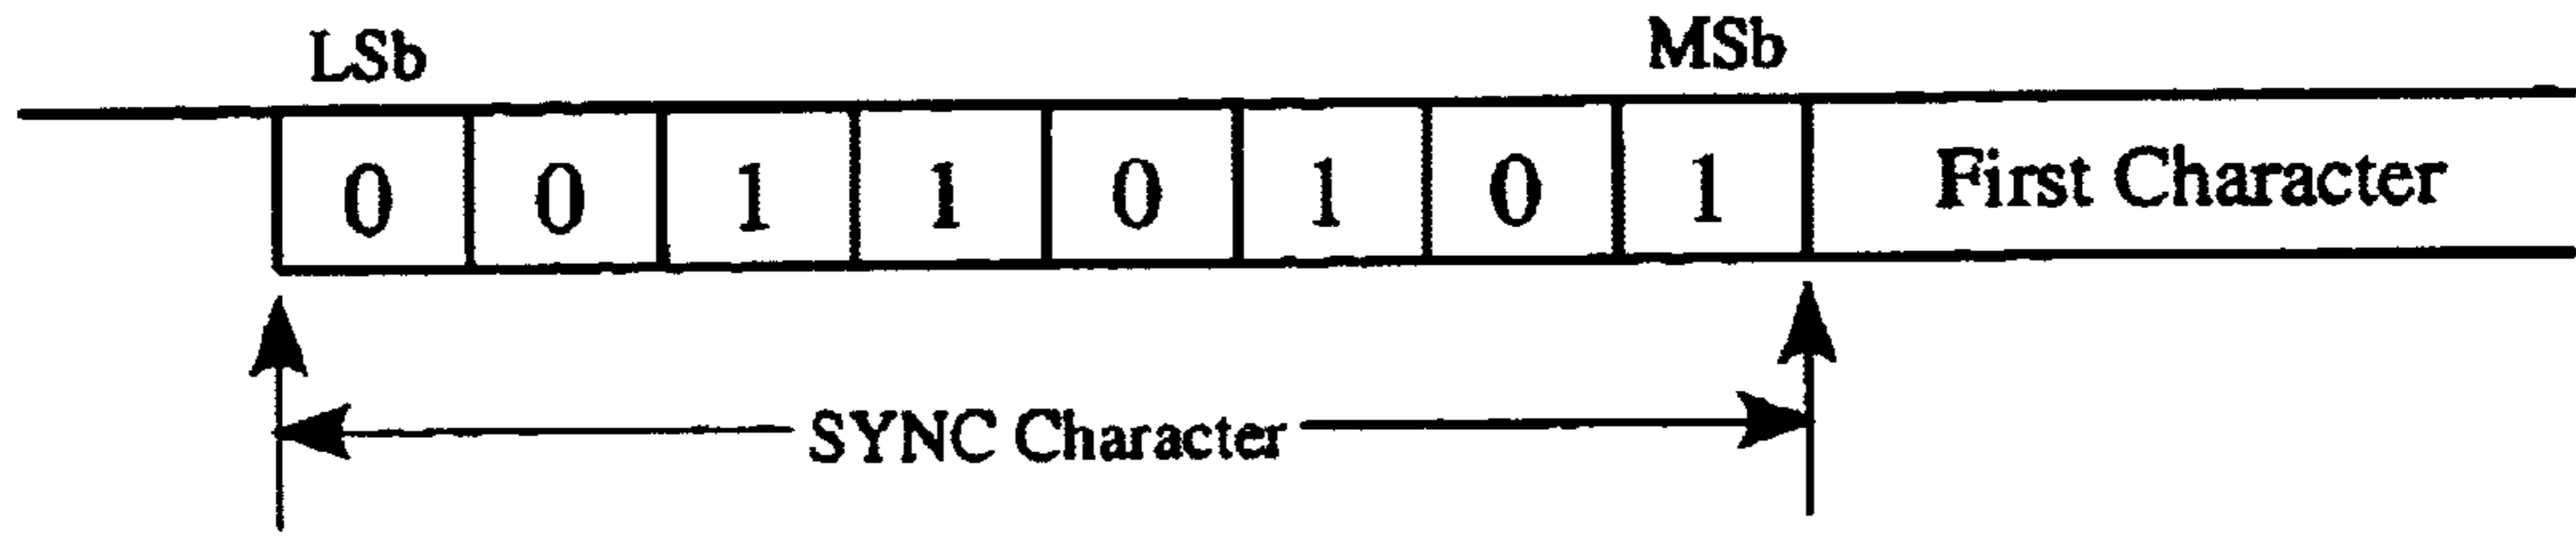 LSb MSb
0 0 1 1 0 1 0 1 First Character
SYNC Character